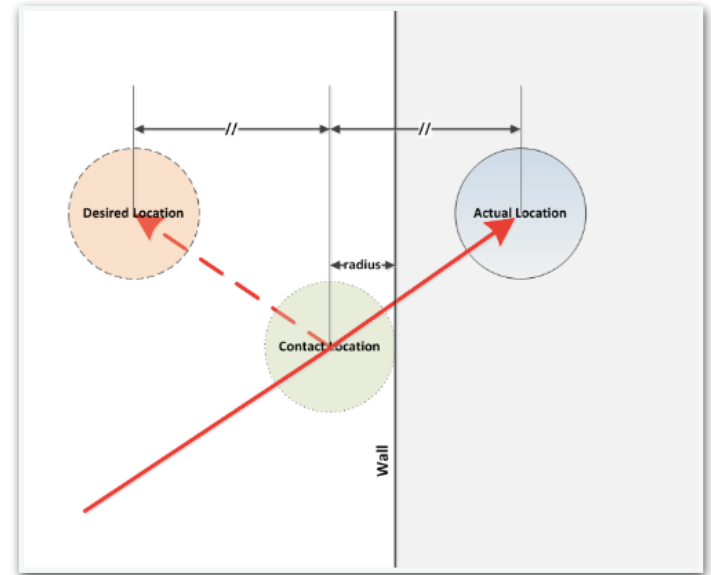 //
//
Desired Location
Actual Location
radius
Contact Location
Wall